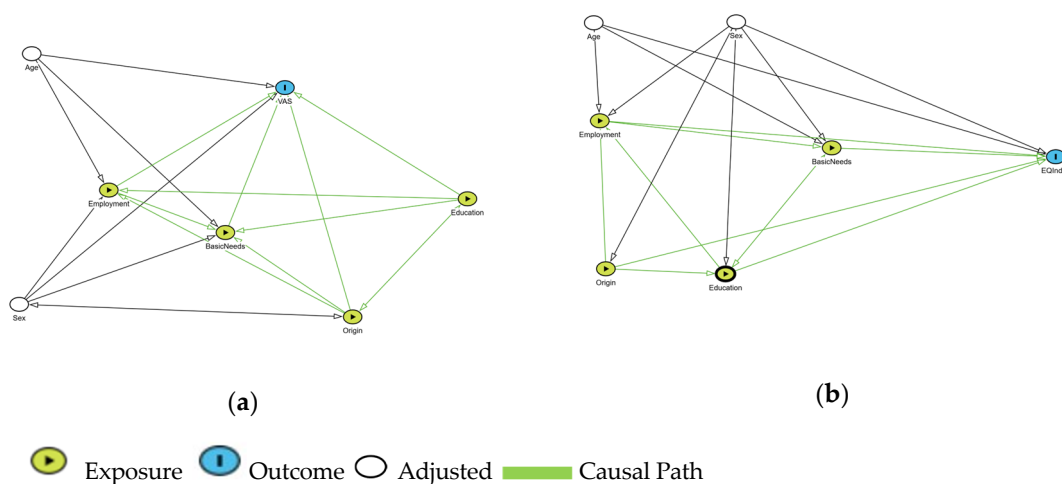 Age
VAS
Employment
Education
BasicNeeds
Sex
Origin
(a)
Age
Sex
Employment
BasicNeeds
EQInd
Origin
Education
(b)
Exposure Outcome Adjusted Causal Path